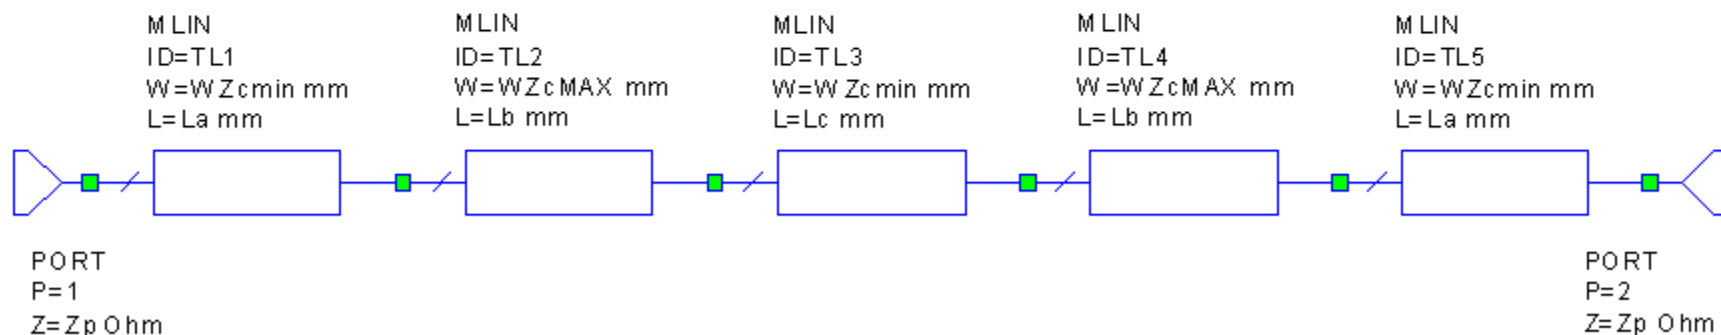 MLIN
ID=TL1
W=WZcmin mm
L=La mm
MLIN
ID=TL2
W=WZcMAX mm
L=Lb mm
MLIN
ID=TL3
W=WZcmin mm
L=Lc mm
MLIN
ID=TL4
W=WZcMAX mm
L=Lb mm
MLIN
ID=TL5
W=WZcmin mm
L=La mm
PORT
P=1
Z=Zp Ohm
PORT
P=2
Z=Zp Ohm